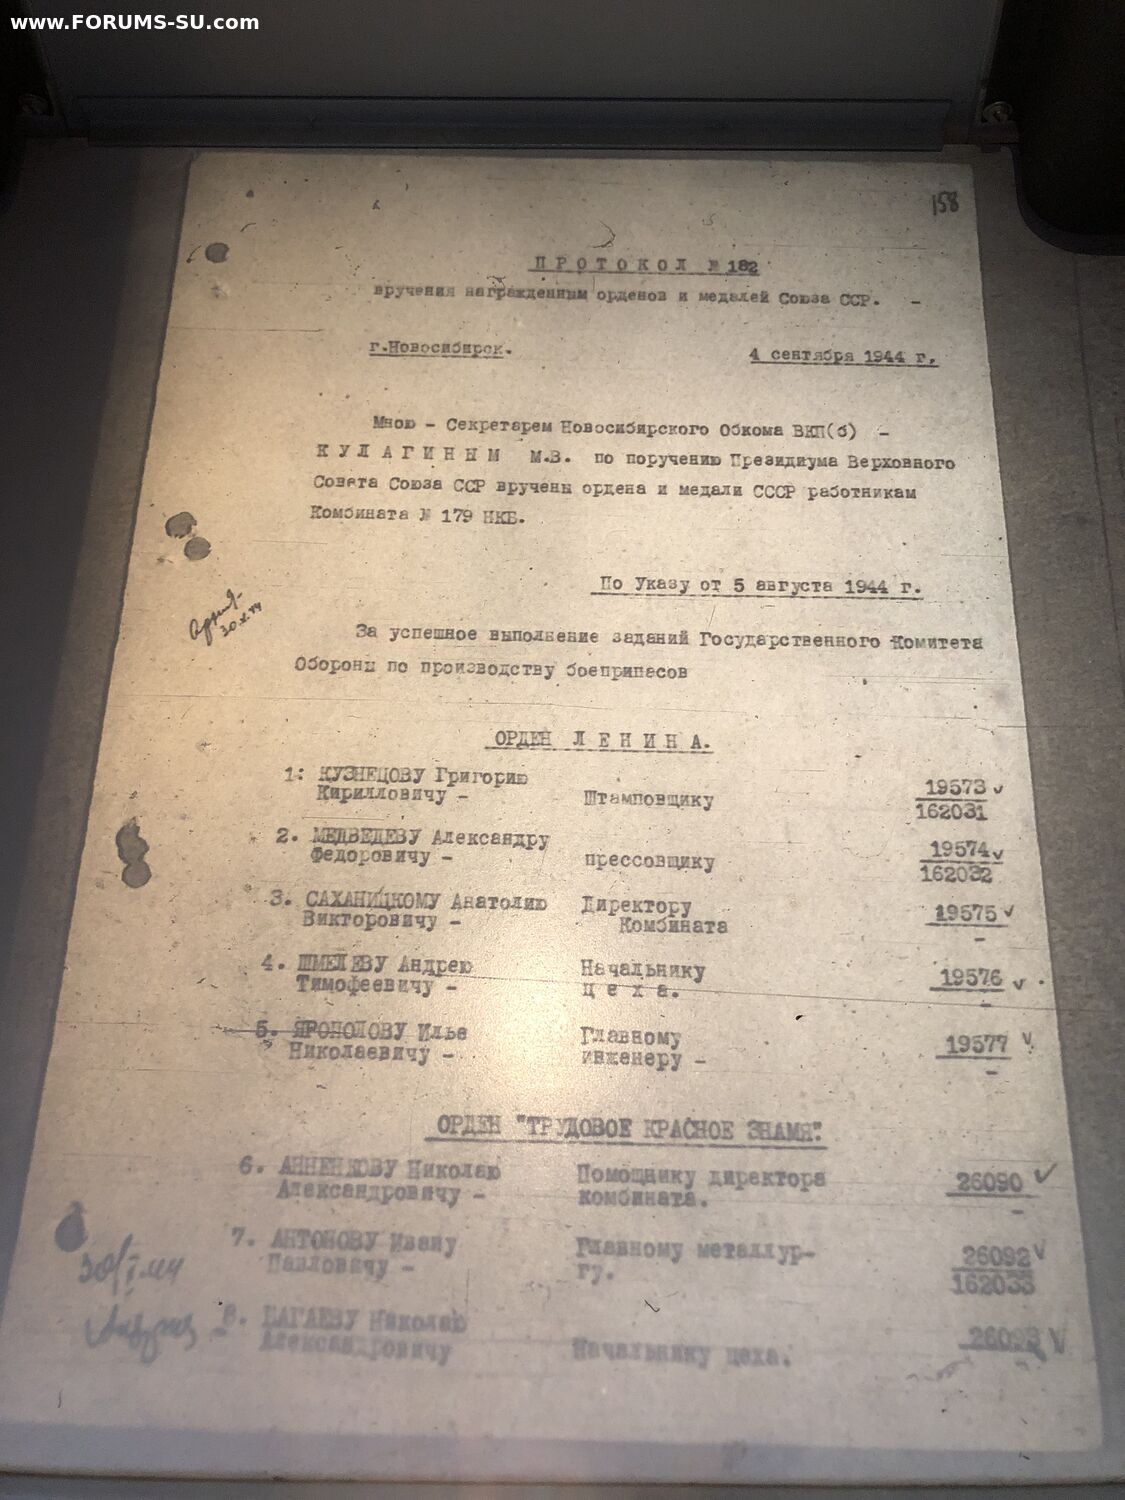 www.FORUMS-SU.com
158
П Р О Т О К О Л № 182
вручения награжденным орденов и медалей Союза ССР. -
г.Новосибирск.
4 сентября 1944 г.
Мною - Секретарем Новосибирского Обкома ВКП(б) -
К У Л А Г И Н Ы М М.В. по поручению Президиума Верховного
Совета Союза ССР вручены ордена и медали СССР работникам
Комбината № 179 НКБ.
По Указу от 5 августа 1944 г.
За успешное выполнение заданий Государственного Комитета
Обороны по производству боеприпасов
ОРДЕН Л Е Н И Н А.
1: КУЗНЕЦОВУ Григорию 19573
Кирилловичу - Штамповщику 162031
2. МЕДВЕДЕВУ Александру 19574
Федоровичу - прессовщику 162032
3. САХАНИЦКОМУ Анатолию Директору 19575
Викторовичу - Комбината -
4. ШМЕЛЕВУ Андрею Начальнику 19576
Тимофеевичу - ц е х а. -
5. ЯРОПОЛОВУ Илье Главному 19577
Николаевичу - инженеру - -
ОРДЕН "ТРУДОВОЕ КРАСНОЕ ЗНАМЯ".
6. АННЕНКОВУ Николаю Помощнику директора 26090
Александровичу - комбината. -
7. АНТОНОВУ Ивану Главному металлур- 26092
Павловичу - гу. 162033
8. БАГАЕВУ Николаю
Александровичу Начальнику цеха.